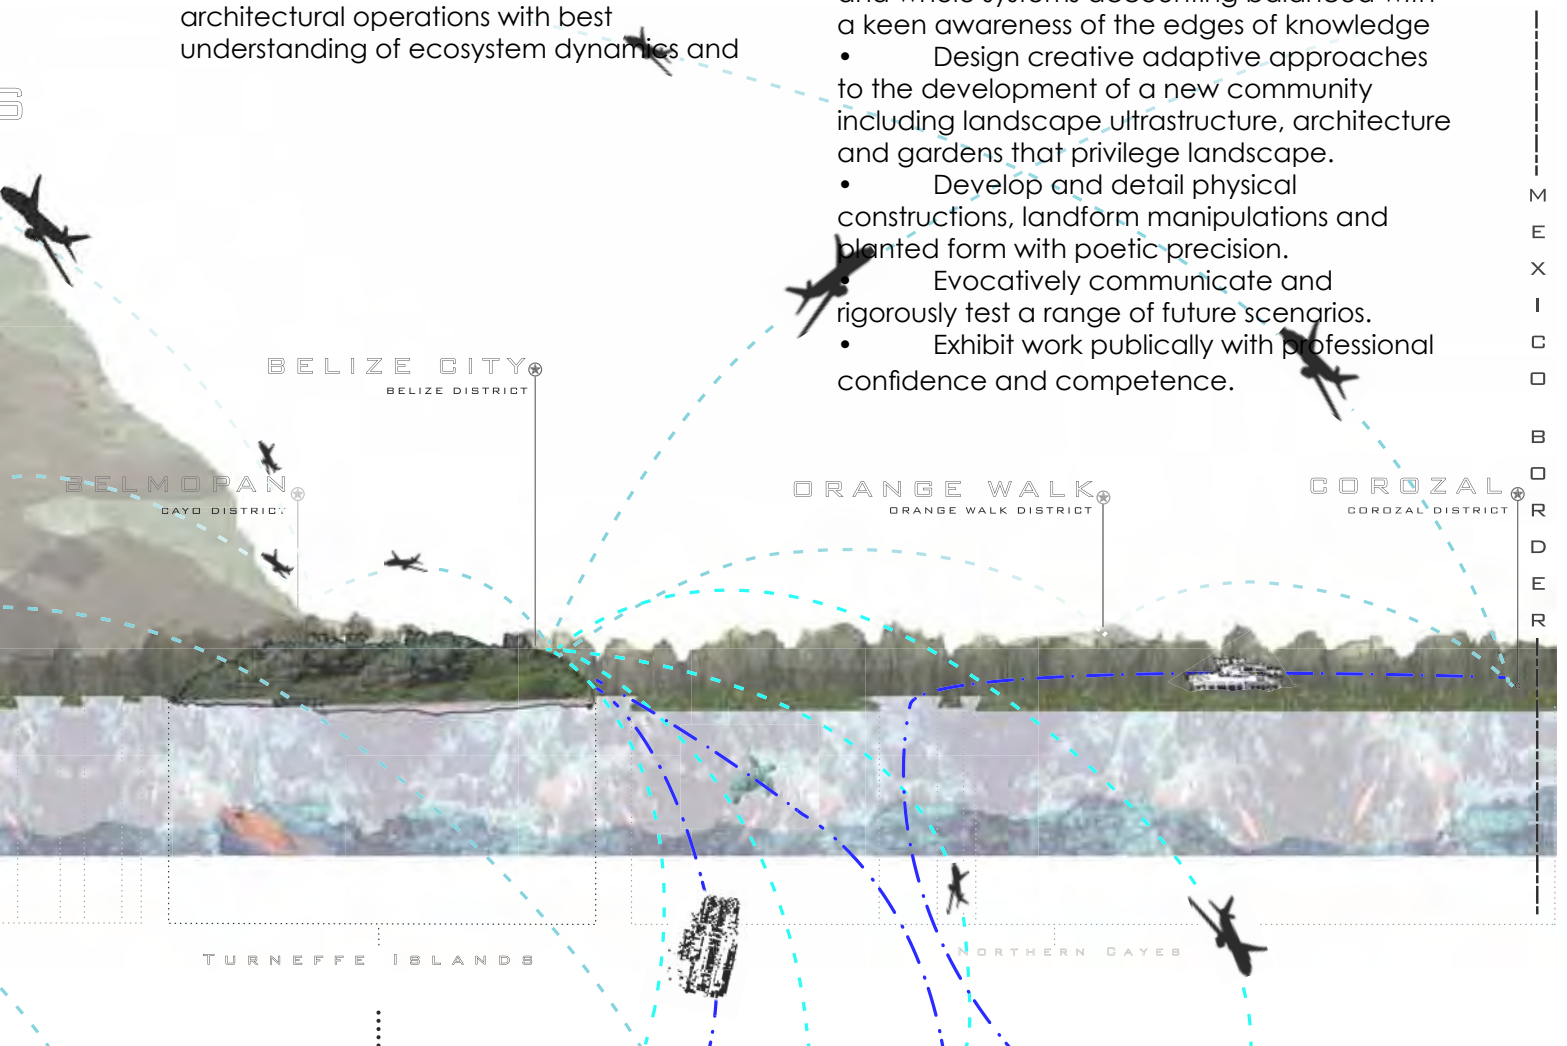 architectural operations with best
understanding of ecosystem dynamics and
a keen awareness of the edges of knowledge
• Design creative adaptive approaches
to the development of a new community
including landscape ultrastructure, architecture
and gardens that privilege landscape.
• Develop and detail physical
constructions, landform manipulations and
planted form with poetic precision.
• Evocatively communicate and
rigorously test a range of future scenarios.
• Exhibit work publically with professional
confidence and competence.
S
BELIZE CITY
BELIZE DISTRICT
BELMOPAN
CAYO DISTRICT
ORANGE WALK
ORANGE WALK DISTRICT
COROZAL
COROZAL DISTRICT
MEXICO BORDER
TURNEFFE ISLANDS
NORTHERN CAYES